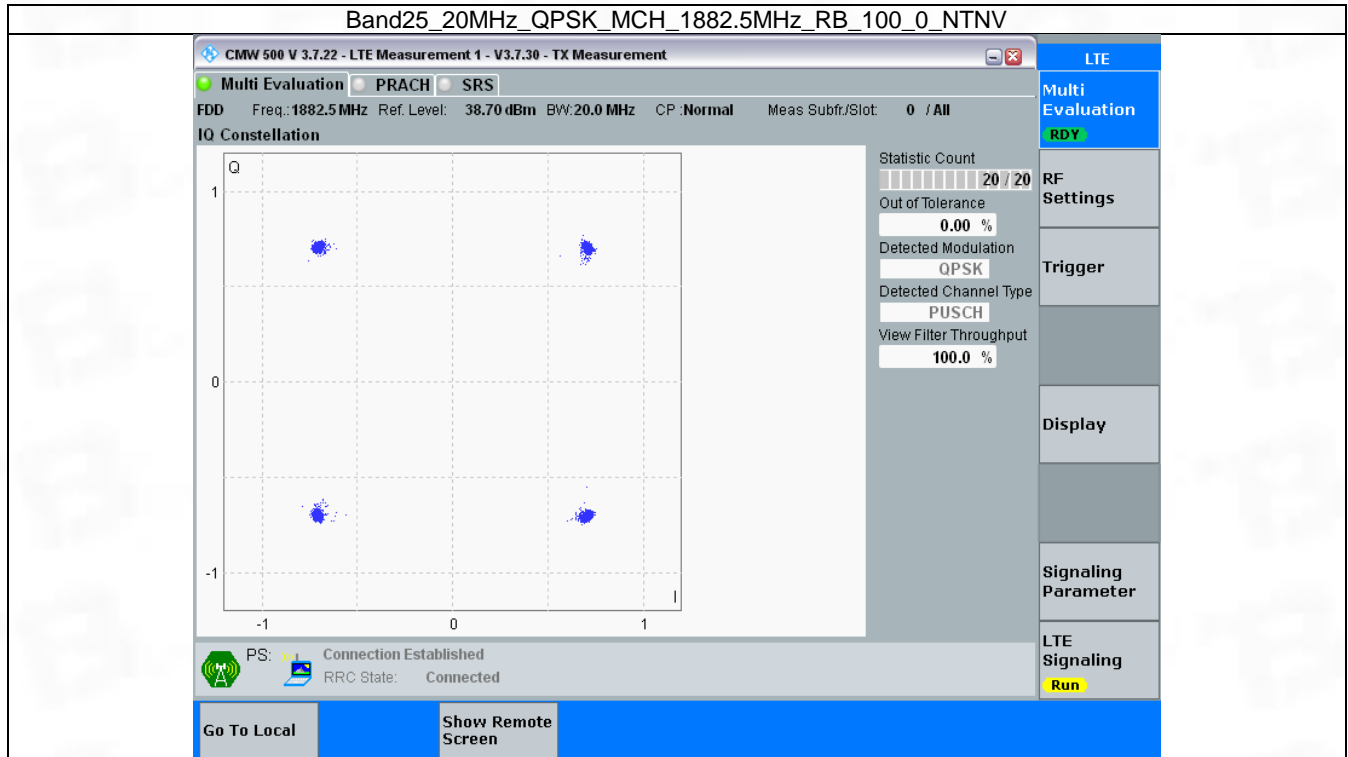 Band25_20MHz_QPSK_MCH_1882.5MHz_RB_100_0_NTNV
CMW 500 V 3.7.22 - LTE Measurement 1 - V3.7.30 - TX Measurement
LTE
Multi Evaluation PRACH SRS
FDD Freq.:1882.5 MHz Ref. Level: 38.70 dBm BW:20.0 MHz CP :Normal Meas Subfr./Slot: 0 / All
IQ Constellation
Q
1
0
-1
I
-1 0 1
Statistic Count
20 / 20
Out of Tolerance
0.00 %
Detected Modulation
QPSK
Detected Channel Type
PUSCH
View Filter Throughput
100.0 %
Multi
Evaluation
RDY
RF
Settings
Trigger
Display
Signaling
Parameter
LTE
Signaling
Run
PS: Connection Established
RRC State: Connected
Go To Local
Show Remote
Screen